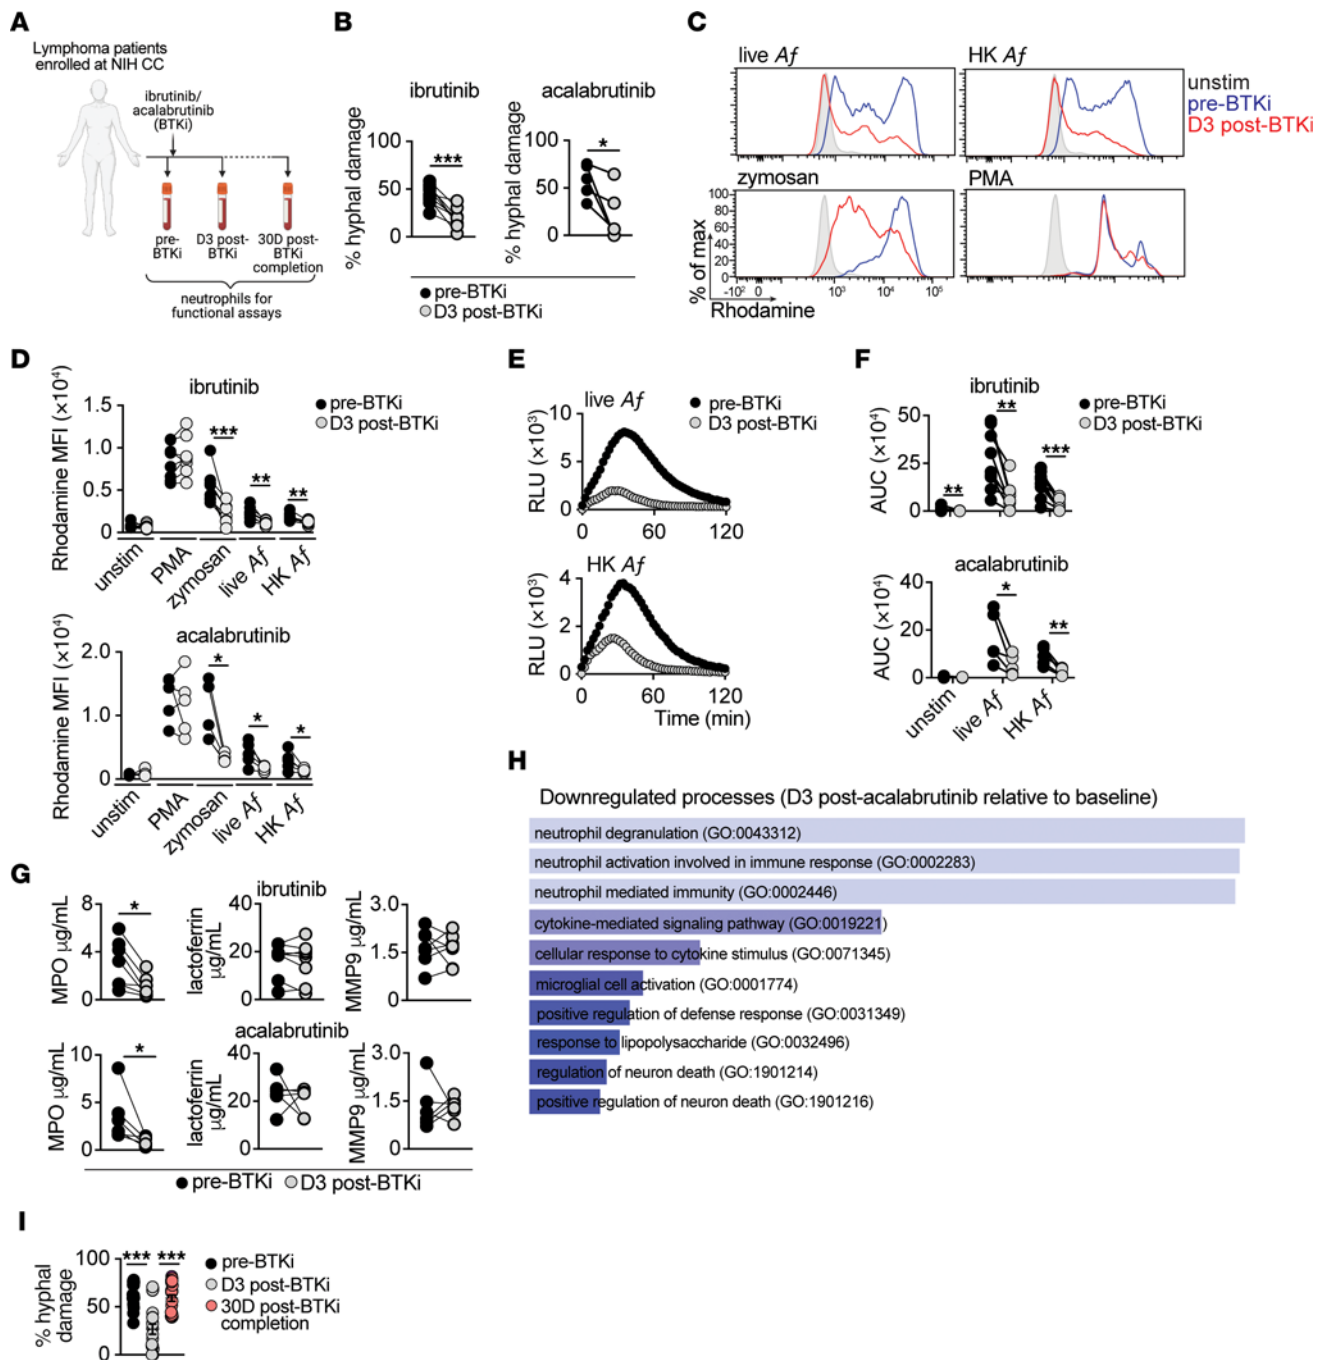 A
Lymphoma patients
enrolled at NIH CC
ibrutinib/
acalabrutinib
(BTKi)
pre-
BTKi
D3 post-
BTKi
30D post-
BTKi
completion
neutrophils for
functional assays
B
ibrutinib
acalabrutinib
% hyphal damage
100
50
0
***
% hyphal damage
100
50
0
*
pre-BTKi
D3 post-BTKi
C
live Af
HK Af
unstim
pre-BTKi
D3 post-BTKi
zymosan
PMA
% of max
100
80
60
40
20
0
-10²
0
10³
10⁴
10⁵
Rhodamine
D
ibrutinib
Rhodamine MFI (×10⁴)
1.5
1.0
0.5
0
pre-BTKi
D3 post-BTKi
***
**
**
unstim
PMA
zymosan
live Af
HK Af
acalabrutinib
Rhodamine MFI (×10⁴)
2.0
1.0
0
*
*
*
unstim
PMA
zymosan
live Af
HK Af
E
live Af
pre-BTKi
D3 post-BTKi
RLU (×10³)
10
5
0
0
60
120
HK Af
RLU (×10³)
4
2
0
0
60
120
Time (min)
F
ibrutinib
pre-BTKi
D3 post-BTKi
AUC (×10⁴)
50
25
0
**
**
***
acalabrutinib
AUC (×10⁴)
40
20
0
*
**
unstim
live Af
HK Af
G
ibrutinib
MPO µg/mL
8
4
0
*
lactoferrin
µg/mL
40
20
0
MMP9 µg/mL
3.0
1.5
0
acalabrutinib
MPO µg/mL
10
5
0
*
lactoferrin
µg/mL
40
20
0
MMP9 µg/mL
3.0
1.5
0
pre-BTKi
D3 post-BTKi
H
Downregulated processes (D3 post-acalabrutinib relative to baseline)
neutrophil degranulation (GO:0043312)
neutrophil activation involved in immune response (GO:0002283)
neutrophil mediated immunity (GO:0002446)
cytokine-mediated signaling pathway (GO:0019221)
cellular response to cytokine stimulus (GO:0071345)
microglial cell activation (GO:0001774)
positive regulation of defense response (GO:0031349)
response to lipopolysaccharide (GO:0032496)
regulation of neuron death (GO:1901214)
positive regulation of neuron death (GO:1901216)
I
% hyphal
damage
100
50
0
***
***
pre-BTKi
D3 post-BTKi
30D post-BTKi
completion